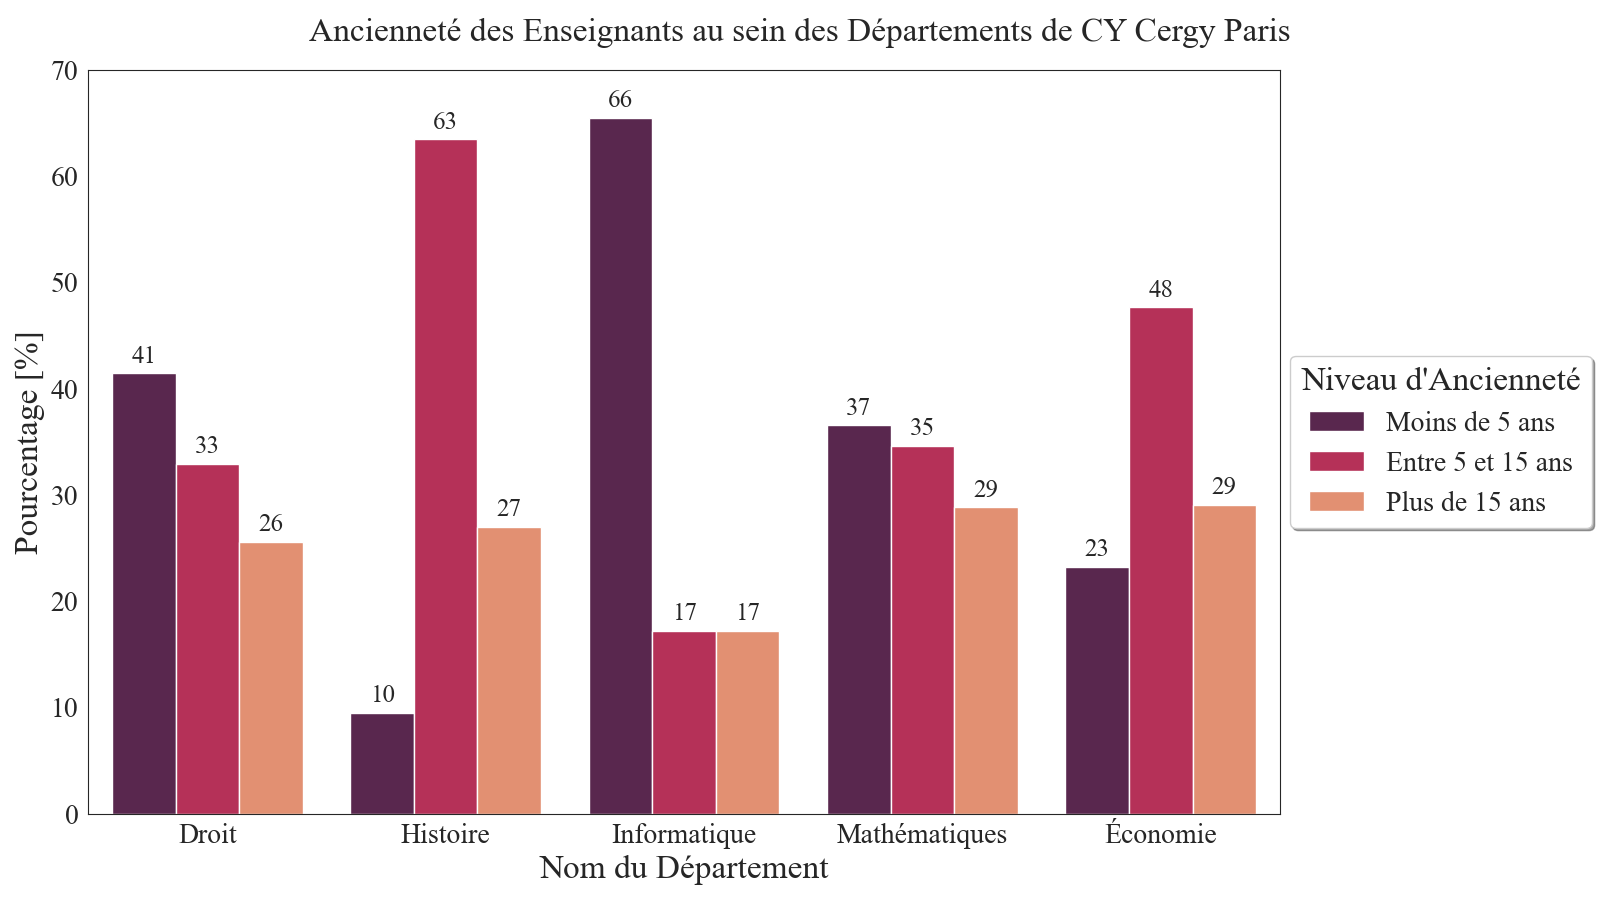 Ancienneté des Enseignants au sein des Départements de CY Cergy Paris
Pourcentage [%]
70
60
50
40
30
20
10
0
41
33
26
10
63
27
66
17
17
37
35
29
23
48
29
Droit
Histoire
Informatique
Mathématiques
Économie
Nom du Département
Niveau d'Ancienneté
Moins de 5 ans
Entre 5 et 15 ans
Plus de 15 ans